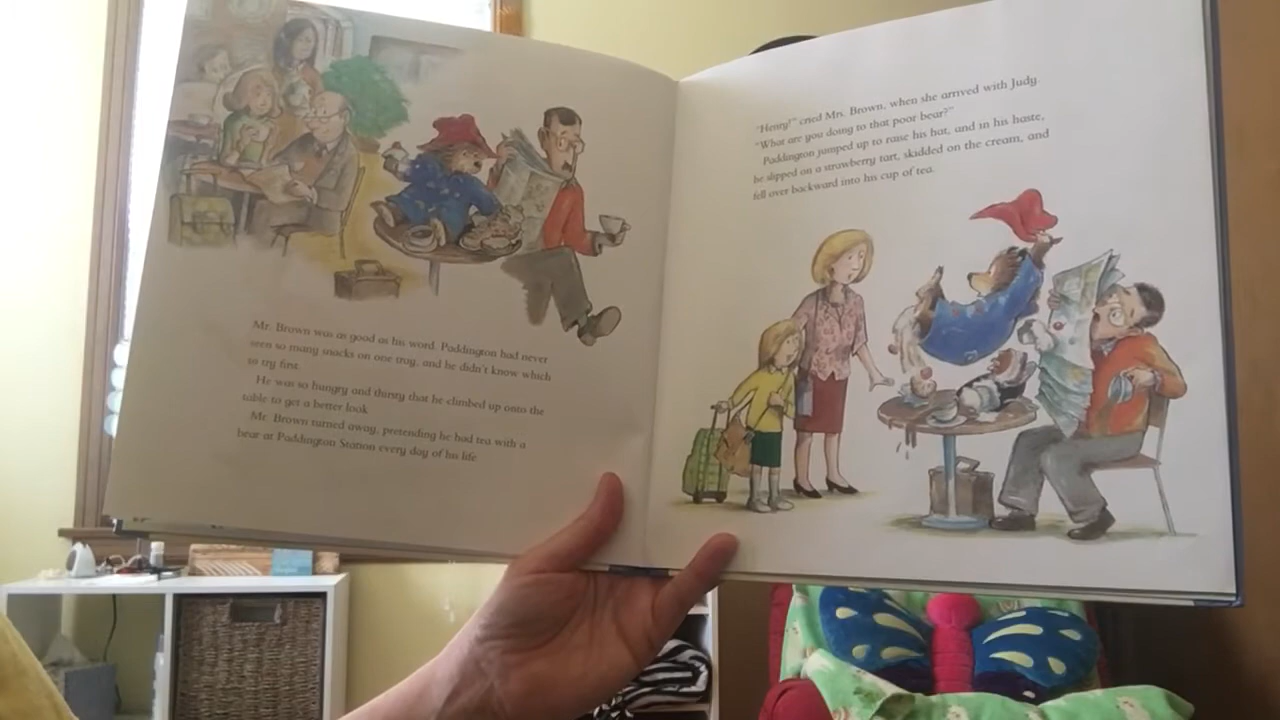 Mr. Brown was as good as his word. Paddington had never
seen so many snacks on one tray, and he didn't know which
to try first.
He was so hungry and thirsty that he climbed up onto the
table to get a better look.
Mr. Brown turned away, pretending he had tea with a
bear at Paddington Station every day of his life.
"Henry!" cried Mrs. Brown, when she arrived with Judy.
"What are you doing to that poor bear?"
Paddington jumped up to raise his hat, and in his haste,
he slipped on a strawberry tart, skidded on the cream, and
fell over backward into his cup of tea.